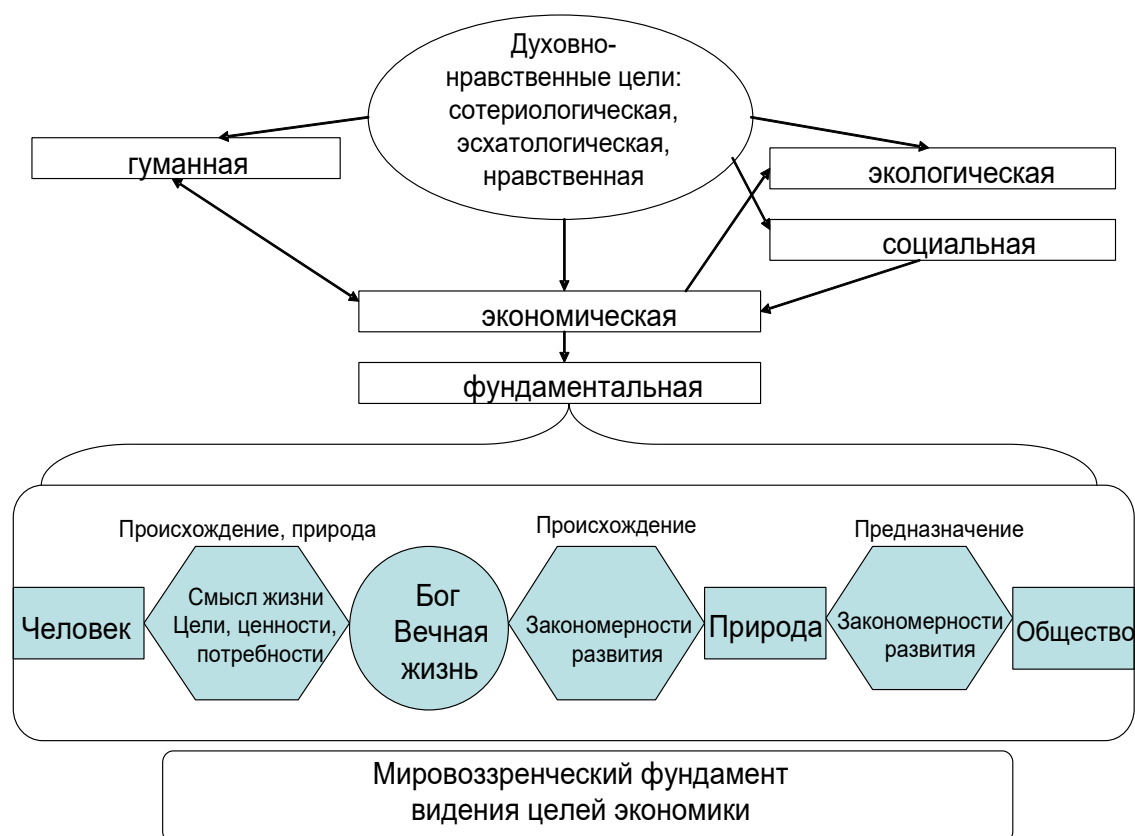 Духовно-
нравственные цели:
сотериологическая,
эсхатологическая,
нравственная
гуманная
экологическая
социальная
экономическая
фундаментальная
Происхождение, природа
Происхождение
Предназначение
Человек
Смысл жизни
Цели, ценности,
потребности
Бог
Вечная
жизнь
Закономерности
развития
Природа
Закономерности
развития
Общество
Мировоззренческий фундамент
видения целей экономики